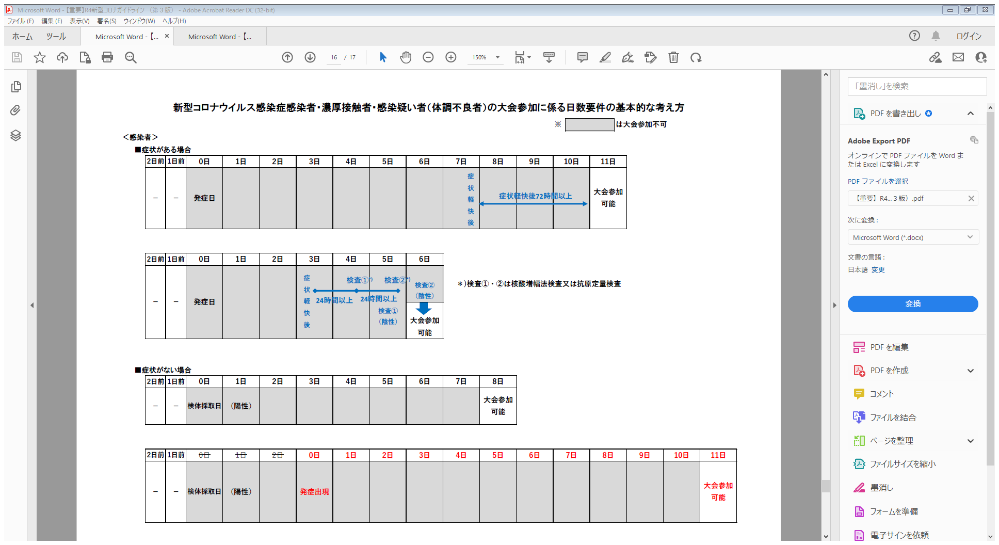 Microsoft Word - 【重要】R4新型コロナガイドライン （第３版） - Adobe Acrobat Reader DC (32-bit)
ファイル(F) 編集(E) 表示(V) 署名(S) ウィンドウ(W) ヘルプ(H)
ホーム ツール Microsoft Word - 【... × Microsoft Word - 【... ログイン
16 / 17 150%
「墨消し」を検索
新型コロナウイルス感染症感染者・濃厚接触者・感染疑い者（体調不良者）の大会参加に係る日数要件の基本的な考え方
※ は大会参加不可
＜感染者＞
■症状がある場合
2日前 1日前 0日 1日 2日 3日 4日 5日 6日 7日 8日 9日 10日 11日
－ － 発症日 症状軽快後 症状軽快後72時間以上 大会参加
可能
2日前 1日前 0日 1日 2日 3日 4日 5日 6日
－ － 発症日 症状軽快後 24時間以上 検査①*) 24時間以上 検査②*)
検査①
（陰性）
検査②
（陰性）
大会参加
可能
＊)検査①・②は核酸増幅法検査又は抗原定量検査
■症状がない場合
2日前 1日前 0日 1日 2日 3日 4日 5日 6日 7日 8日
－ － 検体採取日 （陽性） 大会参加
可能
2日前 1日前 0日 1日 2日 0日 1日 2日 3日 4日 5日 6日 7日 8日 9日 10日 11日
－ － 検体採取日 （陽性） 発症出現 大会参加
可能
PDF を書き出し
Adobe Export PDF
オンラインで PDF ファイルを Word ま
たは Excel に変換します
PDF ファイルを選択
【重要】R4...３版）.pdf
次に変換 :
Microsoft Word (*.docx)
文書の言語 :
日本語 変更
変換
PDF を編集
PDF を作成
コメント
ファイルを結合
ページを整理
ファイルサイズを縮小
墨消し
フォームを準備
電子サインを依頼